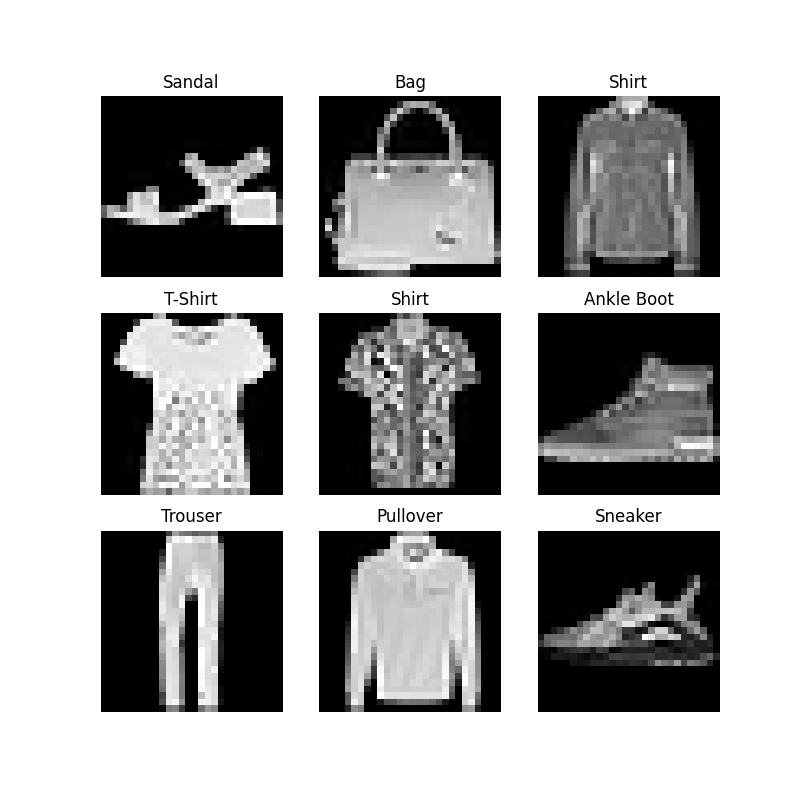 Sandal
Bag
Shirt
T-Shirt
Shirt
Ankle Boot
Trouser
Pullover
Sneaker